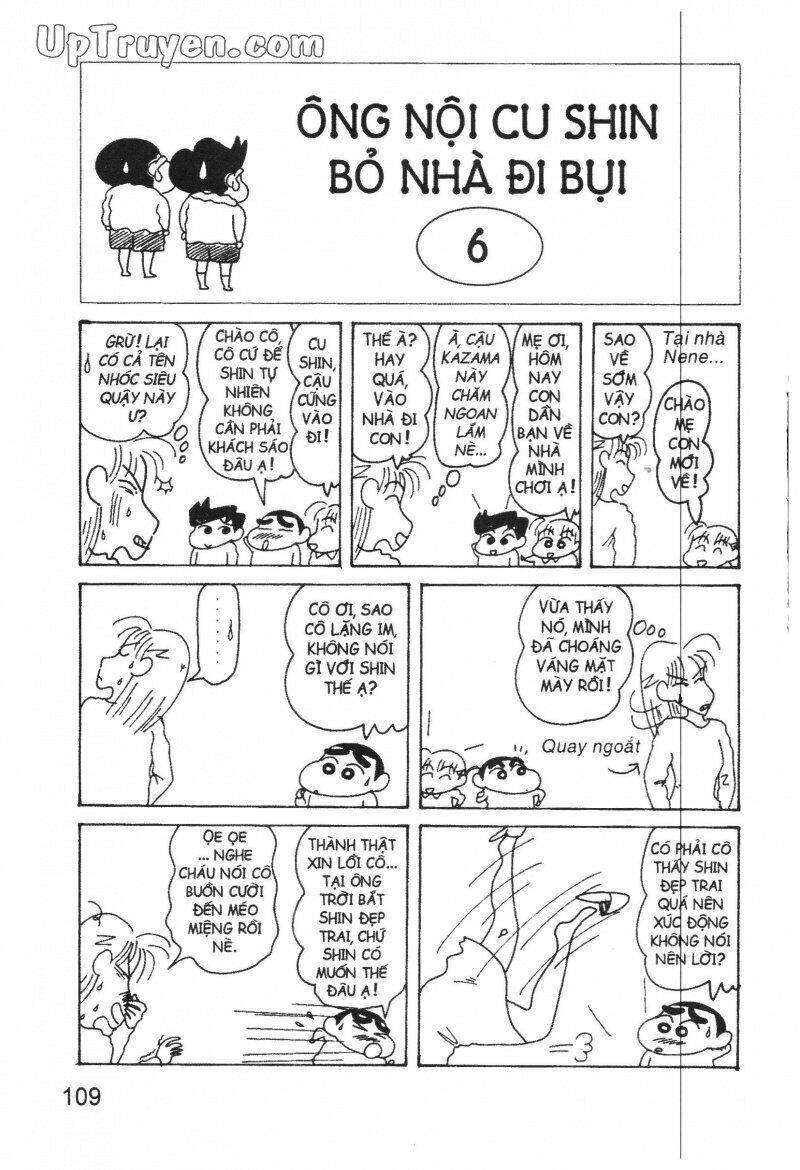 UpTruyen.com
ÔNG NỘI CU SHIN
BỎ NHÀ ĐI BỤI
6
Tại nhà
Nene...
CHÀO
MẸ
CON
MỚI
VỀ!
SAO
VỀ
SỚM
VẬY
CON?
MẸ ƠI,
HÔM
NAY
CON
DẪN
BẠN VỀ
NHÀ
MÌNH
CHƠI Ạ!
À, CẬU
KAZAMA
NÀY
CHĂM
NGOAN
LẮM
NÈ...
THẾ À?
HAY
QUÁ,
VÀO
NHÀ ĐI
CON!
CU
SHIN,
CẬU
CŨNG
VÀO
ĐI!
CHÀO CÔ,
CÔ CỨ ĐỂ
SHIN TỰ
NHIÊN
KHÔNG
CẦN PHẢI
KHÁCH SÁO
ĐÂU Ạ!
GRỪ! LẠI
CÓ CẢ TÊN
NHÓC SIÊU
QUẬY NÀY
Ư?
VỪA THẤY
NÓ, MÌNH
ĐÃ CHOÁNG
VÁNG MẶT
MÀY RỒI!
Quay ngoắt
CÔ ƠI, SAO
CÔ LẶNG IM,
KHÔNG NÓI
GÌ VỚI SHIN
THẾ Ạ?
CÓ PHẢI CÔ
THẤY SHIN
ĐẸP TRAI
QUÁ NÊN
XÚC ĐỘNG
KHÔNG NÓI
NÊN LỜI?
THÀNH THẬT
XIN LỖI CÔ...
TẠI ÔNG
TRỜI BẮT
SHIN ĐẸP
TRAI, CHỨ
SHIN CÓ
MUỐN THẾ
ĐÂU Ạ!
ỌE ỌE
... NGHE
CHÁU NÓI CÔ
BUỒN CƯỜI
ĐẾN MÉO
MIỆNG RỒI
NÈ.
109